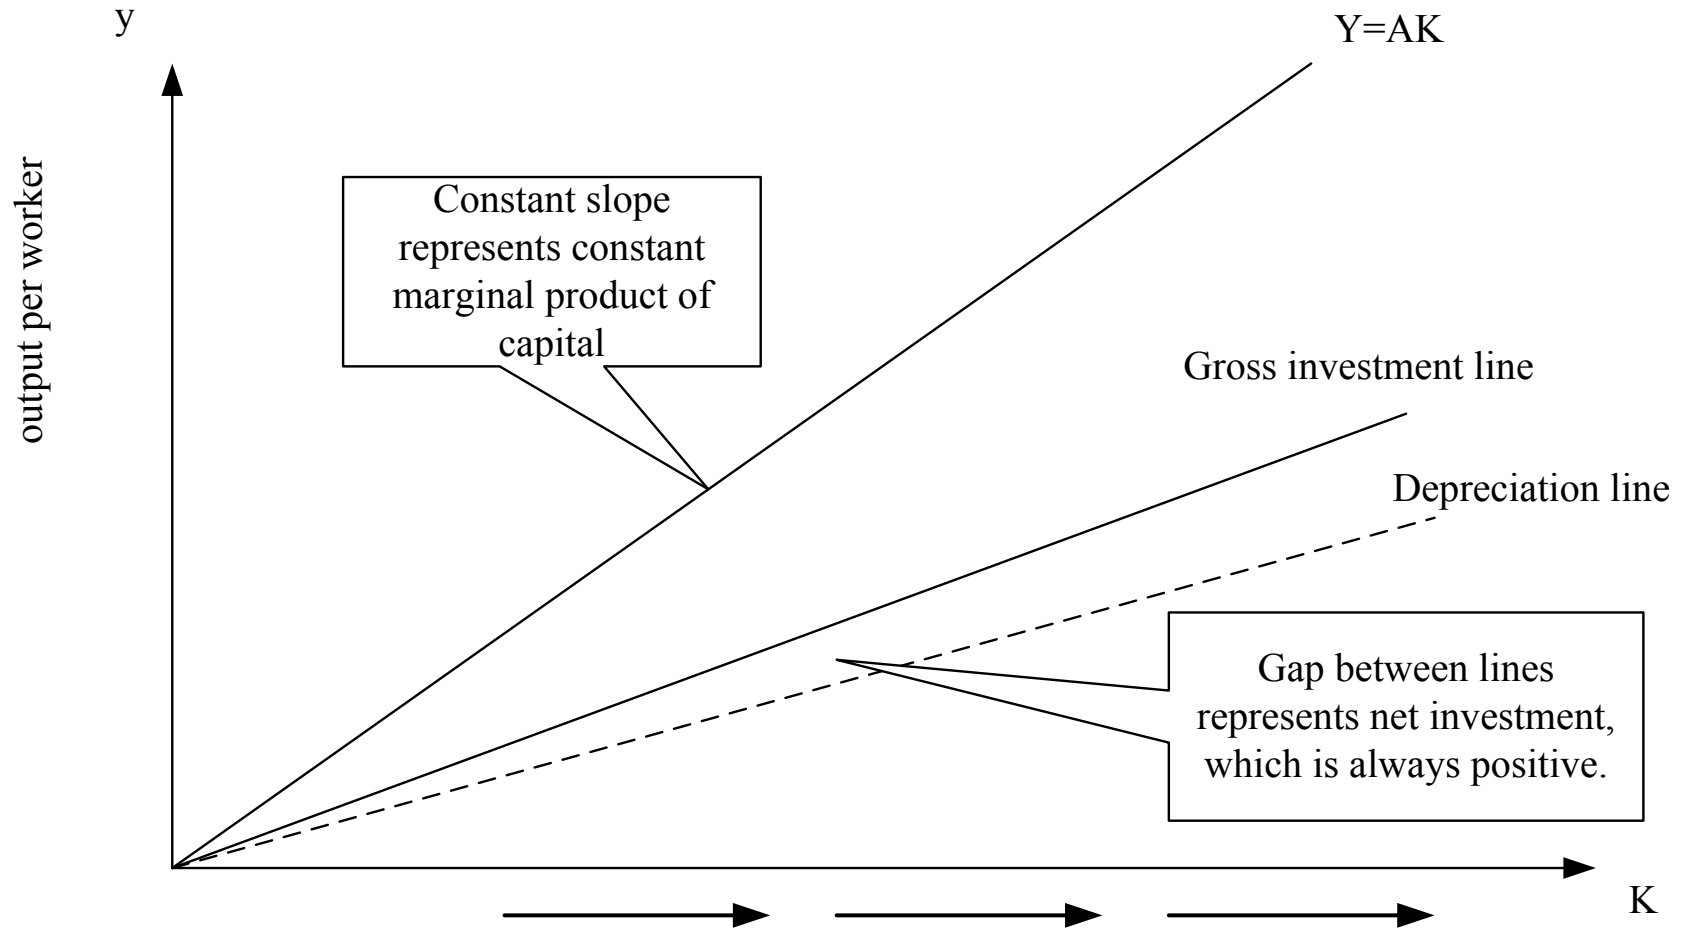 y
Y=AK
output per worker
Constant slope
represents constant
marginal product of
capital
Gross investment line
Depreciation line
Gap between lines
represents net investment,
which is always positive.
K